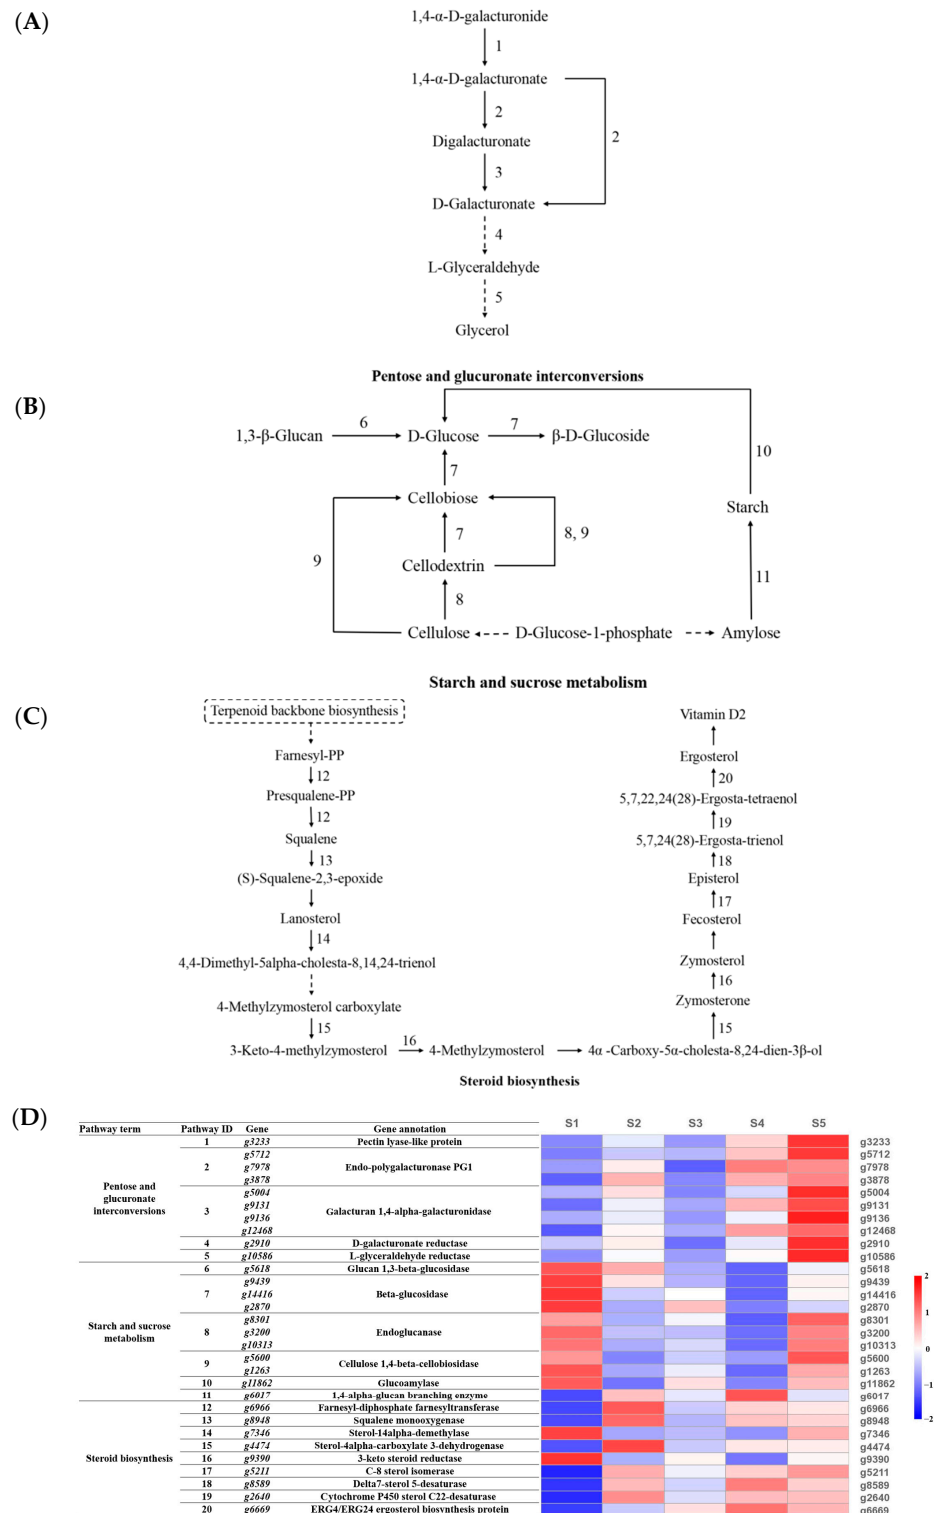 (A)
1,4-α-D-galacturonide
1
1,4-α-D-galacturonate
2
2
Digalacturonate
3
D-Galacturonate
4
L-Glyceraldehyde
5
Glycerol
Pentose and glucuronate interconversions
(B)
1,3-β-Glucan 6 D-Glucose 7 β-D-Glucoside
10
7
Cellobiose
Starch
9
7
8, 9
Cellodextrin
11
8
Cellulose D-Glucose-1-phosphate Amylose
Starch and sucrose metabolism
(C)
Terpenoid backbone biosynthesis
Farnesyl-PP
12
Presqualene-PP
12
Squalene
13
(S)-Squalene-2,3-epoxide
Lanosterol
14
4,4-Dimethyl-5alpha-cholesta-8,14,24-trienol
4-Methylzymosterol carboxylate
15
3-Keto-4-methylzymosterol 16 4-Methylzymosterol 4α -Carboxy-5α-cholesta-8,24-dien-3β-ol
15
Zymosterone
16
Zymosterol
Fecosterol
17
Episterol
18
5,7,24(28)-Ergosta-trienol
19
5,7,22,24(28)-Ergosta-tetraenol
20
Ergosterol
Vitamin D2
Steroid biosynthesis
(D)
Pathway term Pathway ID Gene Gene annotation S1 S2 S3 S4 S5
Pentose and glucuronate interconversions
1 g3233 Pectin lyase-like protein g3233
g5712 g5712
2 g7978 Endo-polygalacturonase PG1 g7978
g3878 g3878
g5004 g5004
3 g9131 Galacturan 1,4-alpha-galacturonidase g9131
g9136 g9136
g12468 g12468
4 g2910 D-galacturonate reductase g2910
5 g10586 L-glyceraldehyde reductase g10586
Starch and sucrose metabolism
6 g5618 Glucan 1,3-beta-glucosidase g5618
g9439 g9439
7 g14416 Beta-glucosidase g14416
g2870 g2870
g8301 g8301
8 g3200 Endoglucanase g3200
g10313 g10313
9 g5600 Cellulose 1,4-beta-cellobiosidase g5600
g1263 g1263
10 g11862 Glucoamylase g11862
11 g6017 1,4-alpha-glucan branching enzyme g6017
Steroid biosynthesis
12 g6966 Farnesyl-diphosphate farnesyltransferase g6966
13 g8948 Squalene monooxygenase g8948
14 g7346 Sterol-14alpha-demethylase g7346
15 g4474 Sterol-4alpha-carboxylate 3-dehydrogenase g4474
16 g9390 3-keto steroid reductase g9390
17 g5211 C-8 sterol isomerase g5211
18 g8589 Delta7-sterol 5-desaturase g8589
19 g2640 Cytochrome P450 sterol C22-desaturase g2640
20 g6669 ERG4/ERG24 ergosterol biosynthesis protein g6669
2
1
0
−1
−2